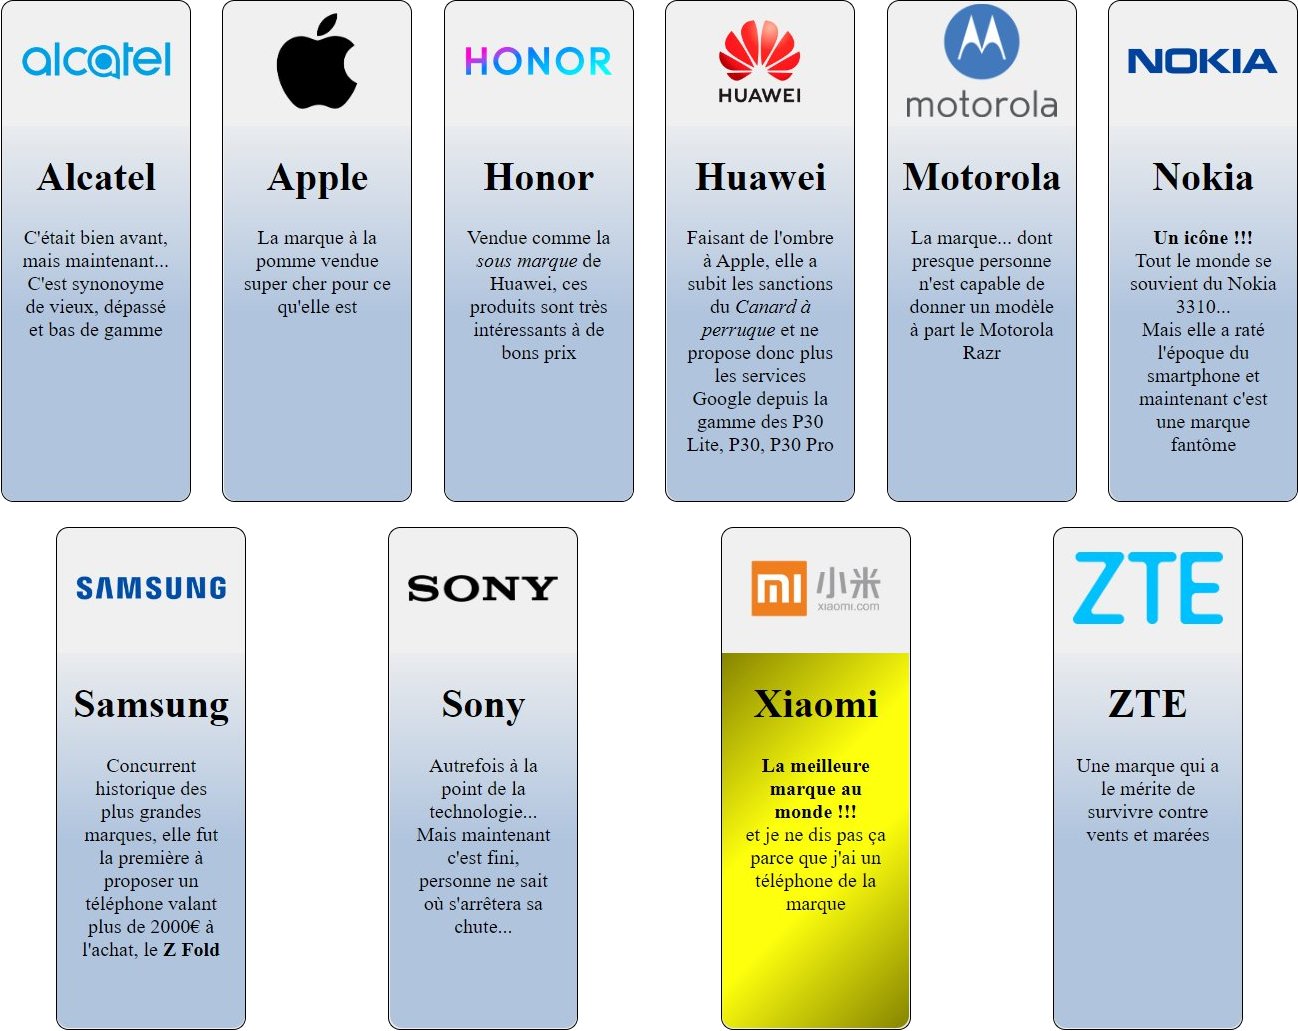 alcatel
Alcatel
C'était bien avant,
mais maintenant...
C'est synonoyme
de vieux, dépassé
et bas de gamme
Apple
La marque à la
pomme vendue
super cher pour ce
qu'elle est
HONOR
Honor
Vendue comme la
sous marque de
Huawei, ces
produits sont très
intéressants à de
bons prix
HUAWEI
Huawei
Faisant de l'ombre
à Apple, elle a
subit les sanctions
du Canard à
perruque et ne
propose donc plus
les services
Google depuis la
gamme des P30
Lite, P30, P30 Pro
motorola
Motorola
La marque... dont
presque personne
n'est capable de
donner un modèle
à part le Motorola
Razr
NOKIA
Nokia
Un icône !!!
Tout le monde se
souvient du Nokia
3310...
Mais elle a raté
l'époque du
smartphone et
maintenant c'est
une marque
fantôme
SAMSUNG
Samsung
Concurrent
historique des
plus grandes
marques, elle fut
la première à
proposer un
téléphone valant
plus de 2000€ à
l'achat, le Z Fold
SONY
Sony
Autrefois à la
point de la
technologie...
Mais maintenant
c'est fini,
personne ne sait
où s'arrêtera sa
chute...
mi 小米
xiaomi.com
Xiaomi
La meilleure
marque au
monde !!!
et je ne dis pas ça
parce que j'ai un
téléphone de la
marque
ZTE
ZTE
Une marque qui a
le mérite de
survivre contre
vents et marées